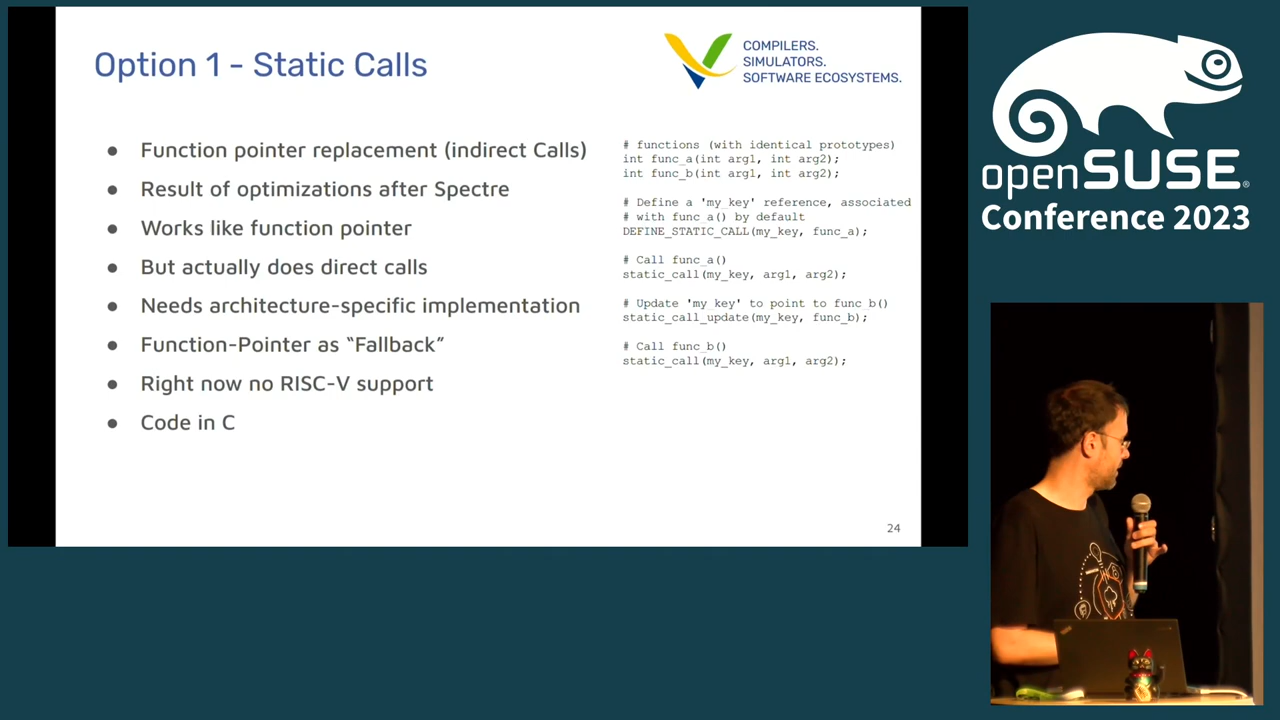 Option 1 - Static Calls
COMPILERS.
SIMULATORS.
SOFTWARE ECOSYSTEMS.
● Function pointer replacement (indirect Calls)
● Result of optimizations after Spectre
● Works like function pointer
● But actually does direct calls
● Needs architecture-specific implementation
● Function-Pointer as “Fallback”
● Right now no RISC-V support
● Code in C
# functions (with identical prototypes)
int func_a(int arg1, int arg2);
int func_b(int arg1, int arg2);
# Define a 'my_key' reference, associated
# with func_a() by default
DEFINE_STATIC_CALL(my_key, func_a);
# Call func_a()
static_call(my_key, arg1, arg2);
# Update 'my_key' to point to func_b()
static_call_update(my_key, func_b);
# Call func_b()
static_call(my_key, arg1, arg2);
24
openSUSE®
Conference 2023